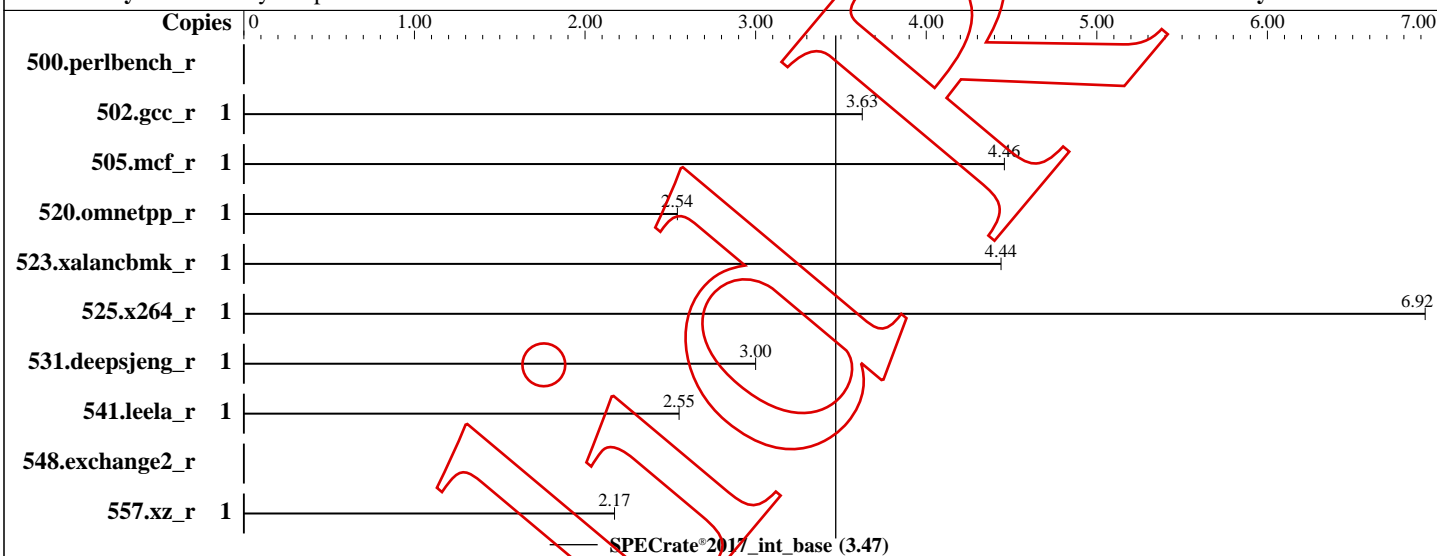 Copies 0 1.00 2.00 3.00 4.00 5.00 6.00 7.00
500.perlbench_r
502.gcc_r 1 3.63
505.mcf_r 1 4.46
520.omnetpp_r 1 2.54
523.xalancbmk_r 1 4.44
525.x264_r 1 6.92
531.deepsjeng_r 1 3.00
541.leela_r 1 2.55
548.exchange2_r
557.xz_r 1 2.17
SPECrate®2017_int_base (3.47)